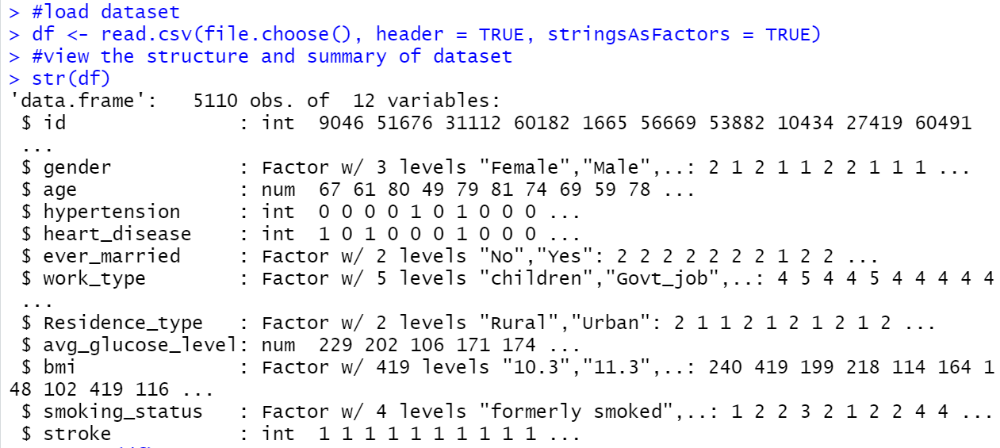 > #load dataset
> df <- read.csv(file.choose(), header = TRUE, stringsAsFactors = TRUE)
> #view the structure and summary of dataset
> str(df)
'data.frame':   5110 obs. of  12 variables:
 $ id               : int  9046 51676 31112 60182 1665 56669 53882 10434 27419 60491
 ...
 $ gender           : Factor w/ 3 levels "Female","Male",..: 2 1 2 1 1 2 2 1 1 1 ...
 $ age              : num  67 61 80 49 79 81 74 69 59 78 ...
 $ hypertension     : int  0 0 0 0 1 0 1 0 0 0 ...
 $ heart_disease    : int  1 0 1 0 0 0 1 0 0 0 ...
 $ ever_married     : Factor w/ 2 levels "No","Yes": 2 2 2 2 2 2 2 1 2 2 ...
 $ work_type        : Factor w/ 5 levels "children","Govt_job",..: 4 5 4 4 5 4 4 4 4 4
 ...
 $ Residence_type   : Factor w/ 2 levels "Rural","Urban": 2 1 1 2 1 2 1 2 1 2 ...
 $ avg_glucose_level: num  229 202 106 171 174 ...
 $ bmi              : Factor w/ 419 levels "10.3","11.3",..: 240 419 199 218 114 164 1
48 102 419 116 ...
 $ smoking_status   : Factor w/ 4 levels "formerly smoked",..: 1 2 2 3 2 1 2 2 4 4 ...
 $ stroke           : int  1 1 1 1 1 1 1 1 1 1 ...